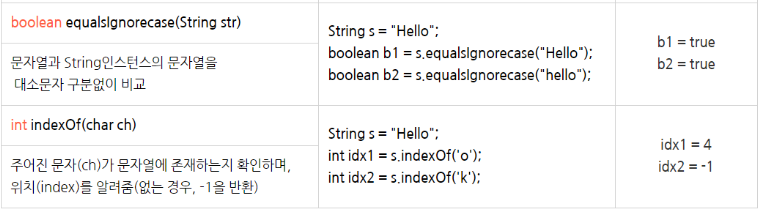 boolean equalsIgnorecase(String str)
문자열과 String인스턴스의 문자열을
대소문자 구분없이 비교
String s = "Hello";
boolean b1 = s.equalsIgnorecase("Hello");
boolean b2 = s.equalsIgnorecase("hello");
b1 = true
b2 = true
int indexOf(char ch)
주어진 문자(ch)가 문자열에 존재하는지 확인하며,
위치(index)를 알려줌(없는 경우, -1을 반환)
String s = "Hello";
int idx1 = s.indexOf('o');
int idx2 = s.indexOf('k');
idx1 = 4
idx2 = -1